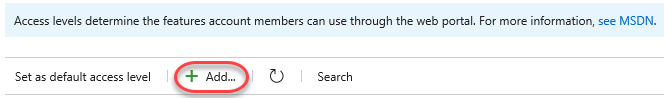 Access levels determine the features account members can use through the web portal. For more information, see MSDN.
Set as default access level Add... Search